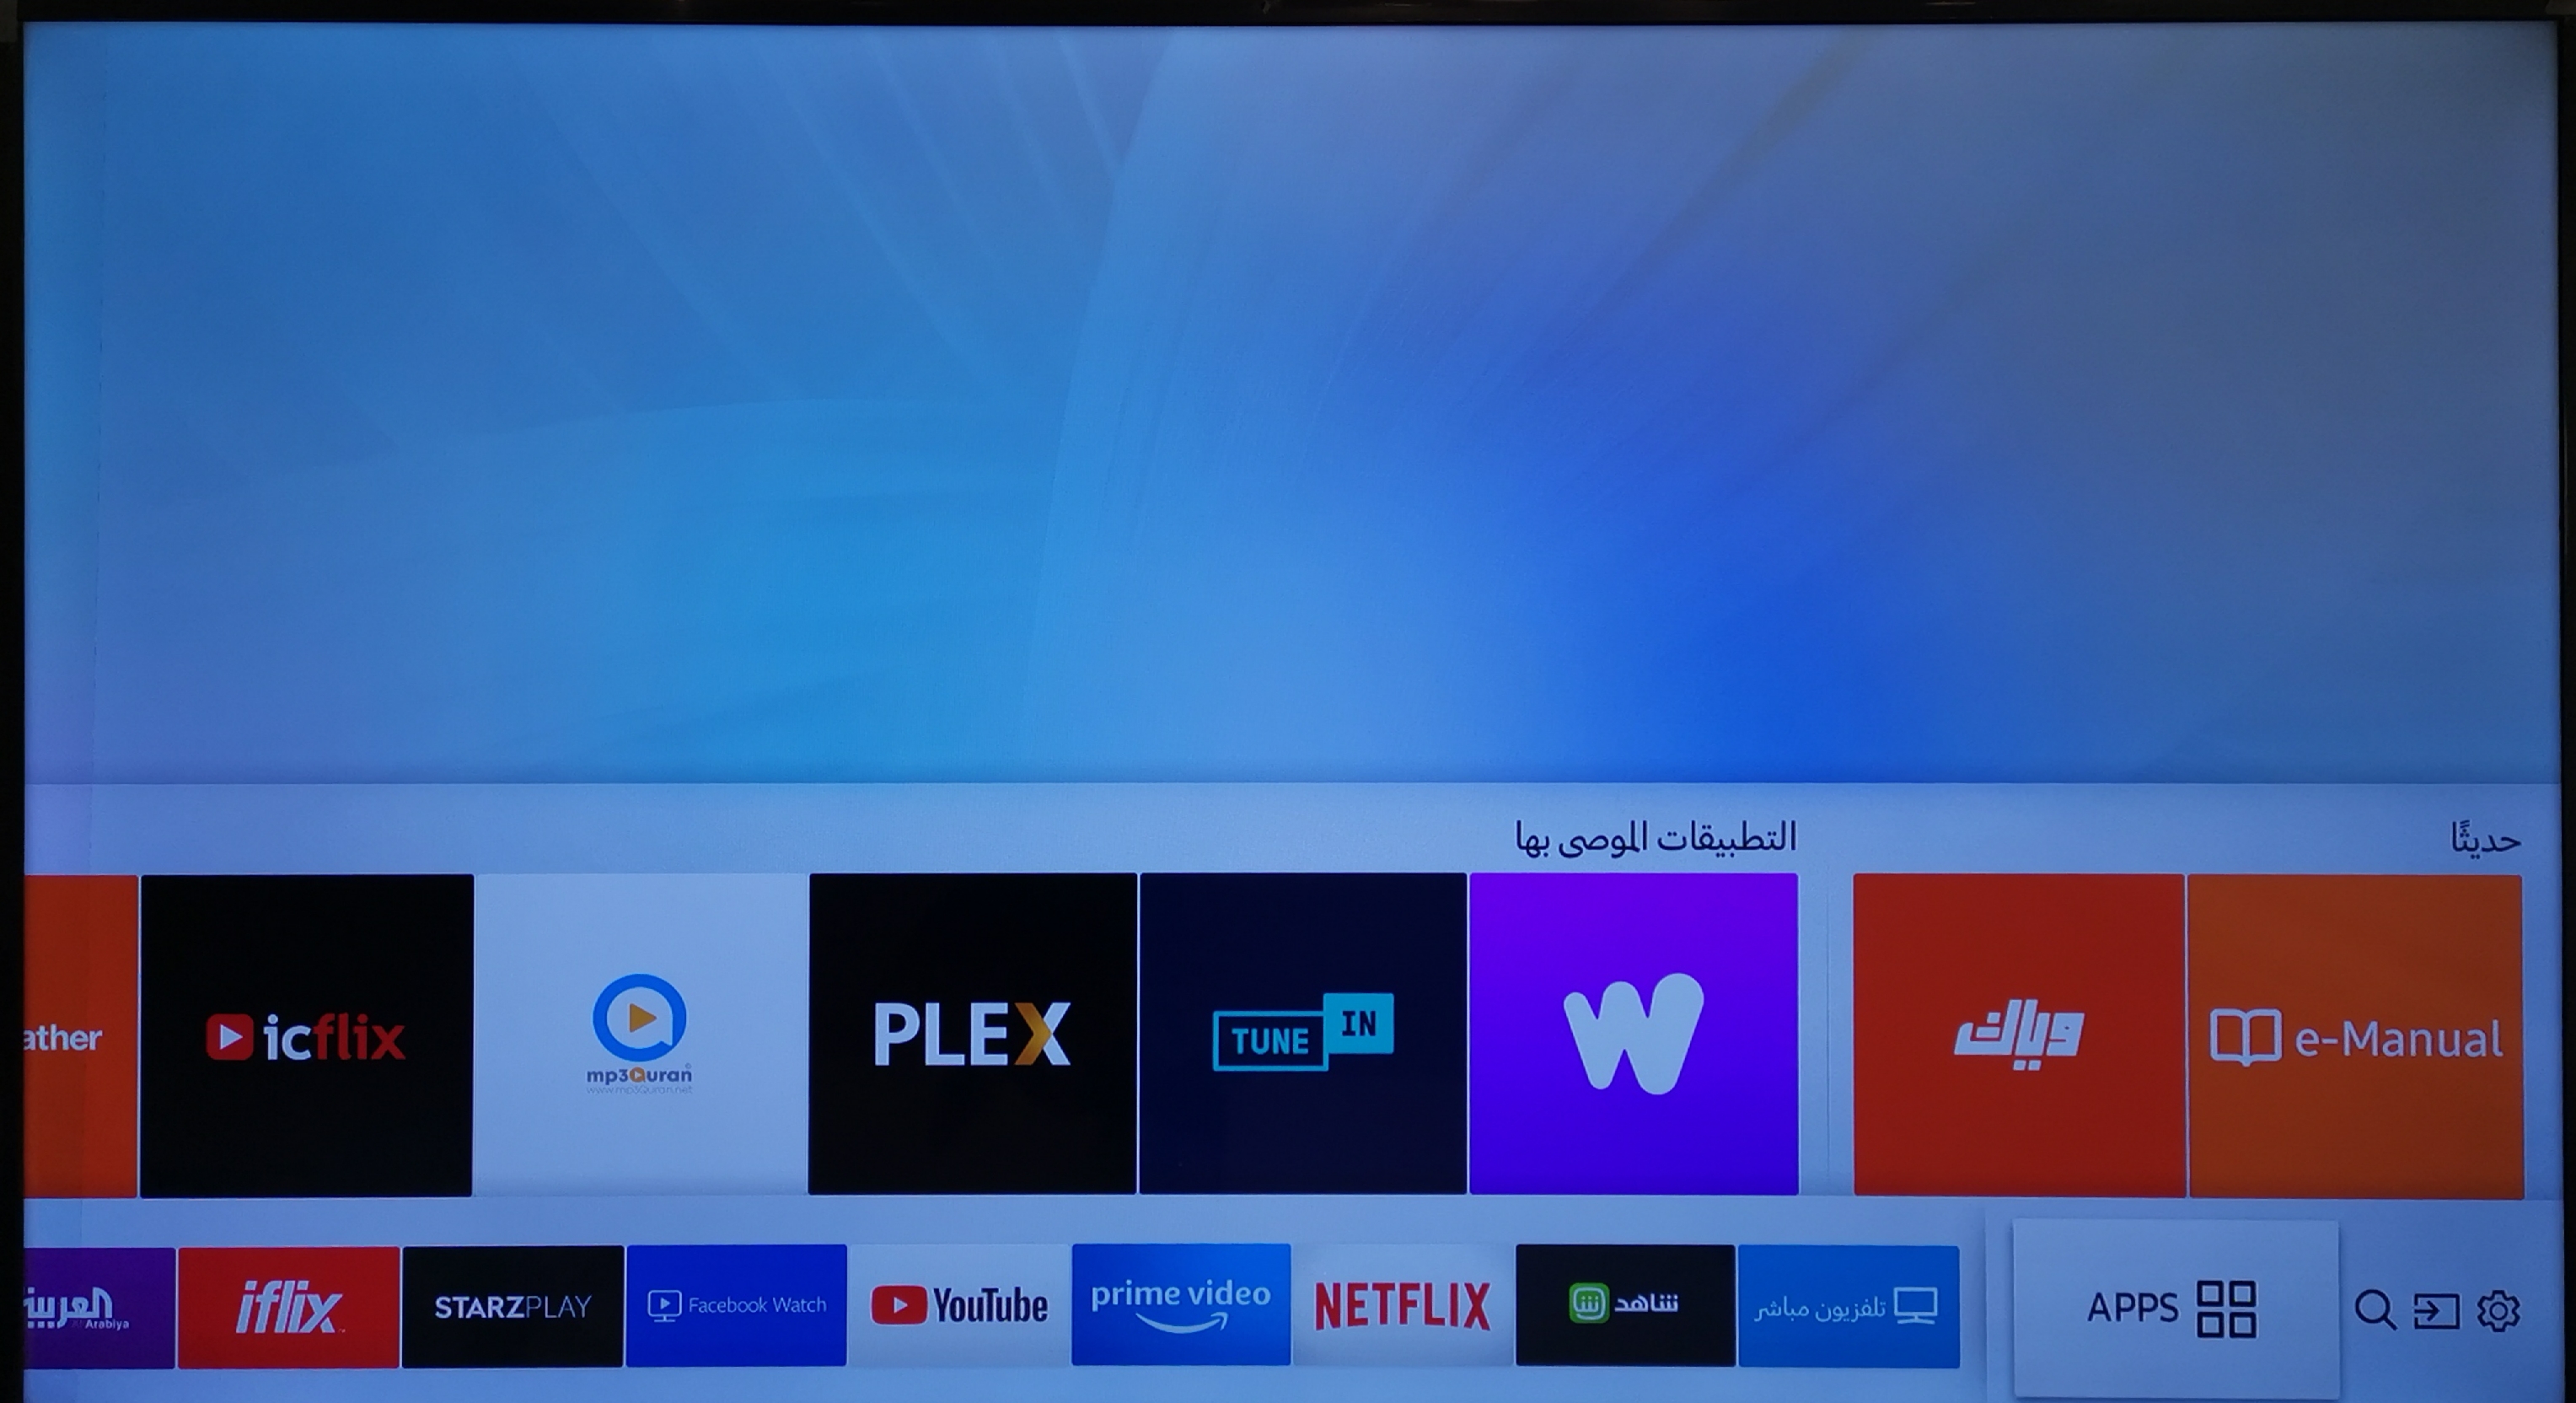 حديثًا
التطبيقات الموصى بها
e-Manual
وياك
W
TUNE IN
PLEX
mp3Quran
www.mp3Quran.net
icflix
ather
APPS
تلفزيون مباشر
شاهد
NETFLIX
prime video
YouTube
Facebook Watch
STARZPLAY
iflix
العربية
Al Arabiya